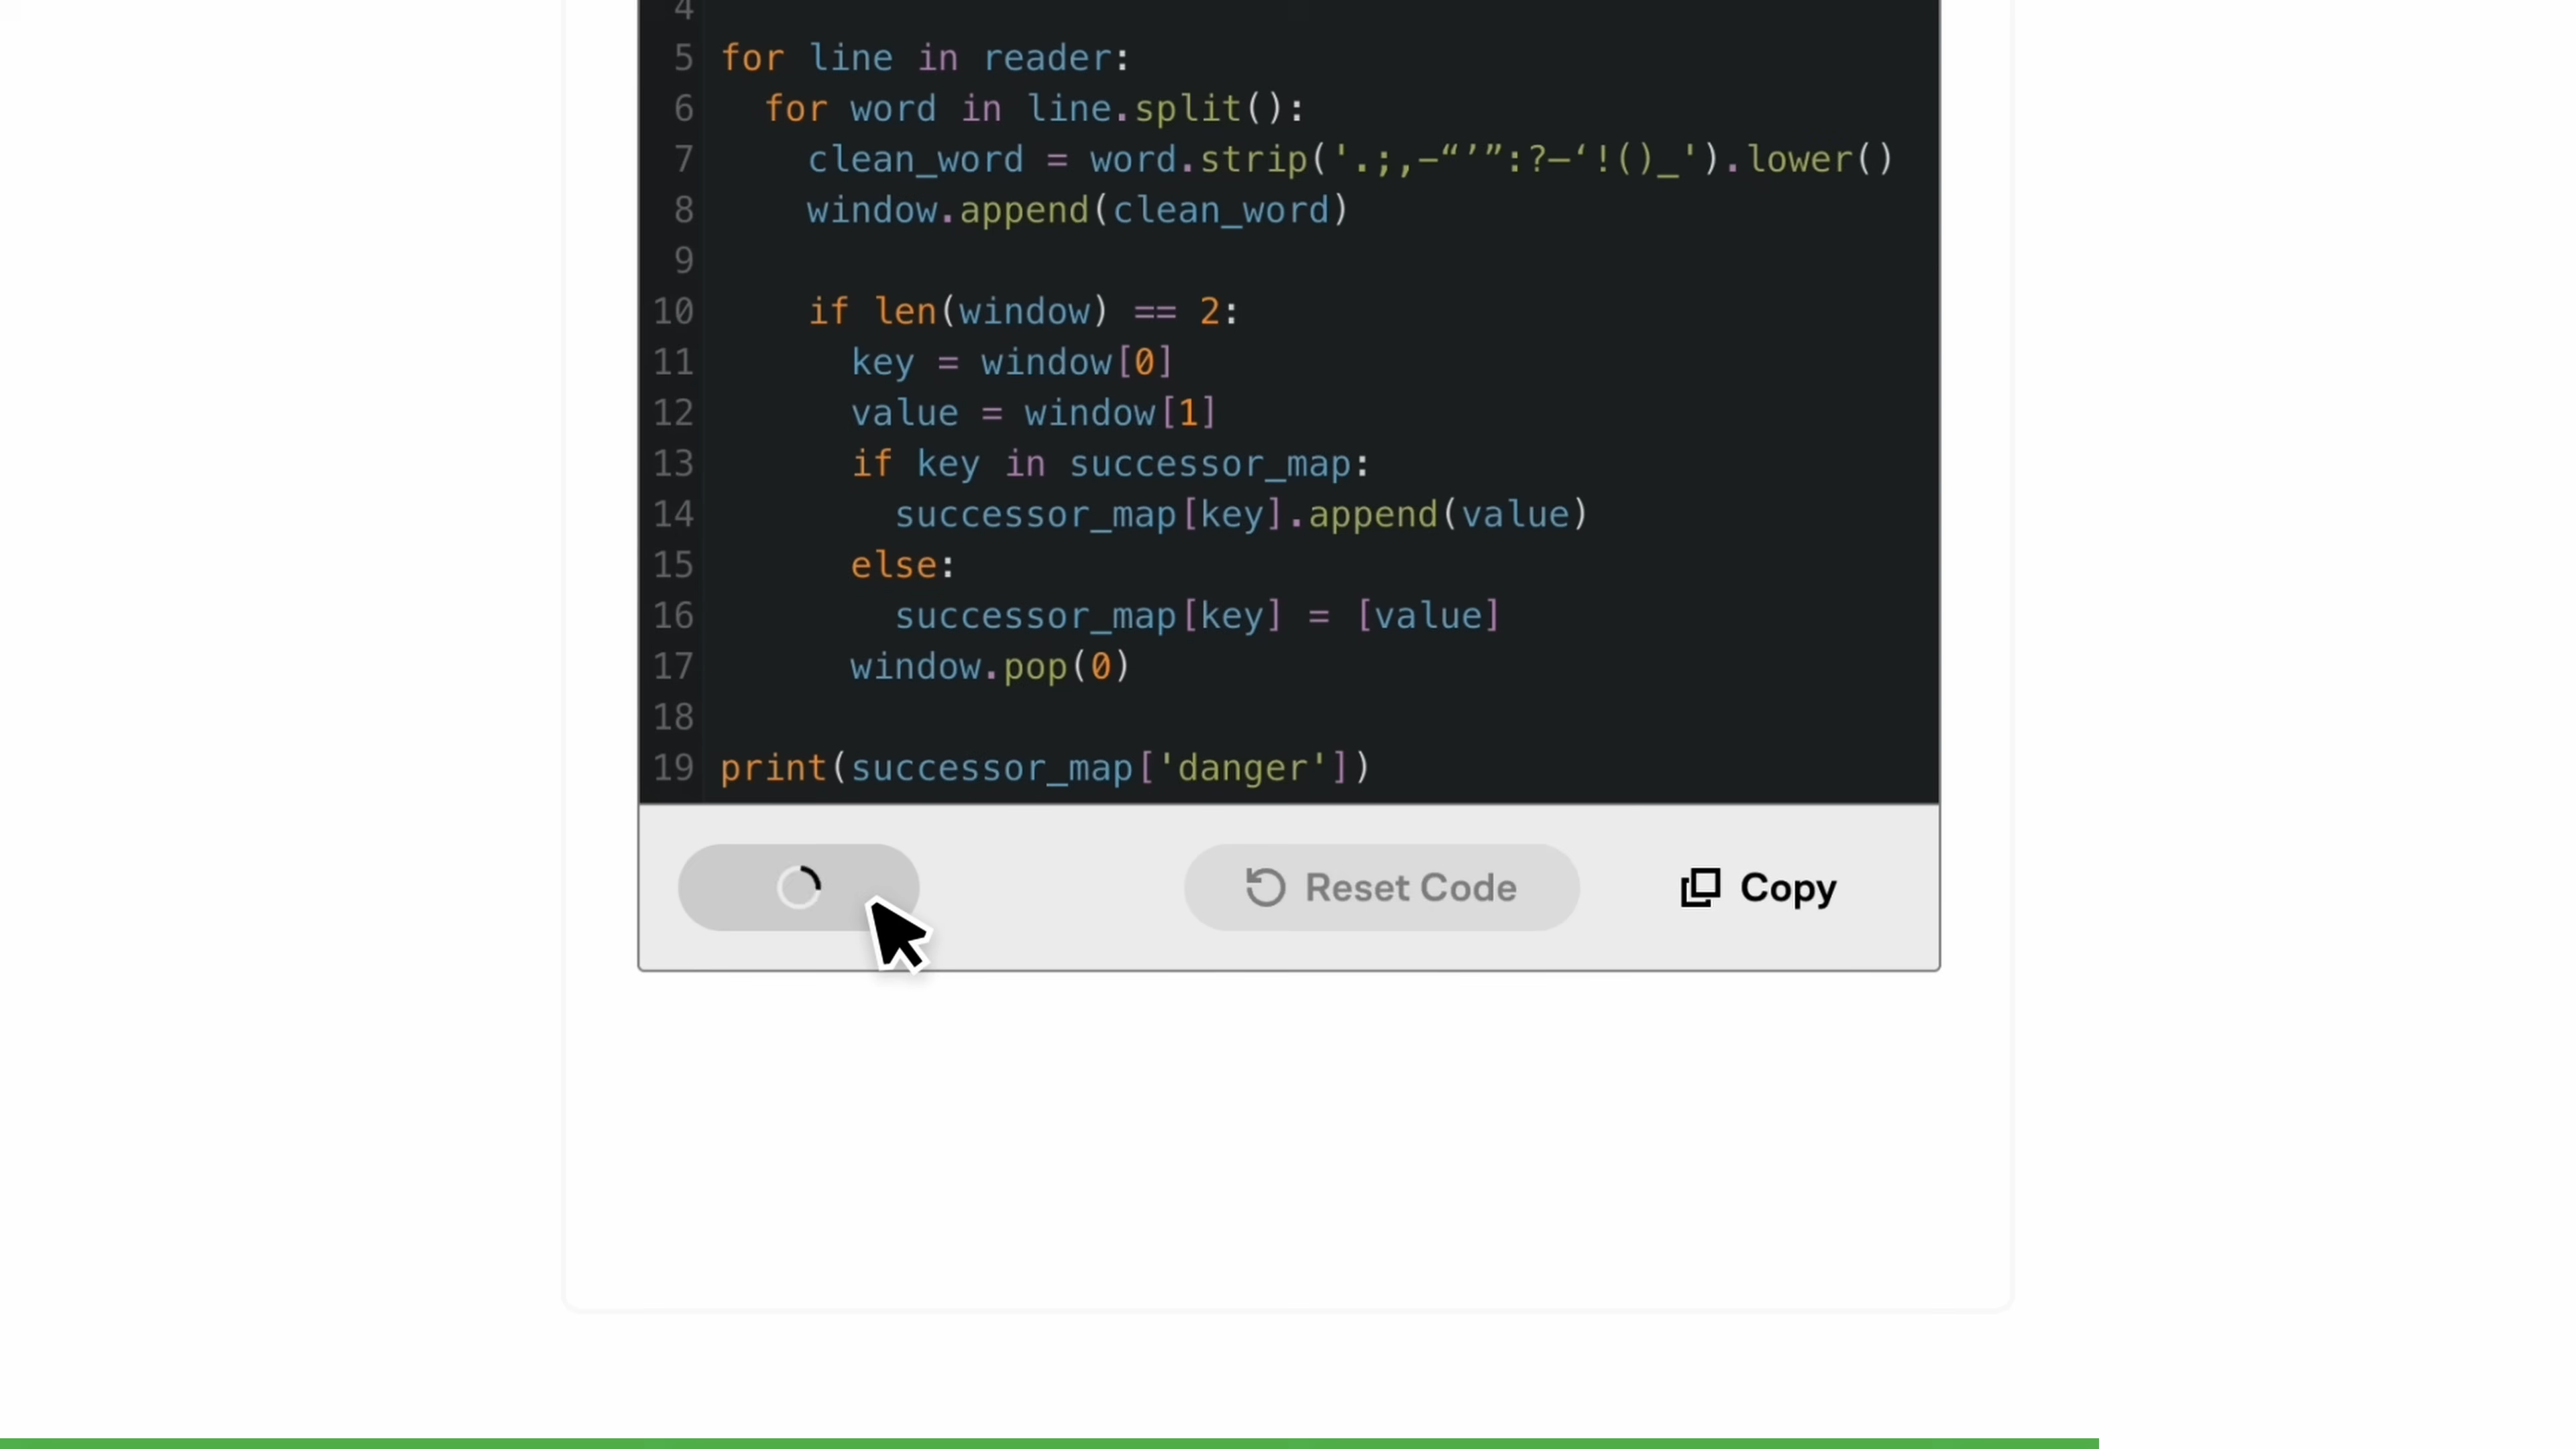 4
5 for line in reader:
6   for word in line.split():
7     clean_word = word.strip('.;,—“’”:?—‘!()_').lower()
8     window.append(clean_word)
9
10     if len(window) == 2:
11       key = window[0]
12       value = window[1]
13       if key in successor_map:
14         successor_map[key].append(value)
15       else:
16         successor_map[key] = [value]
17       window.pop(0)
18
19 print(successor_map['danger'])
Reset Code Copy